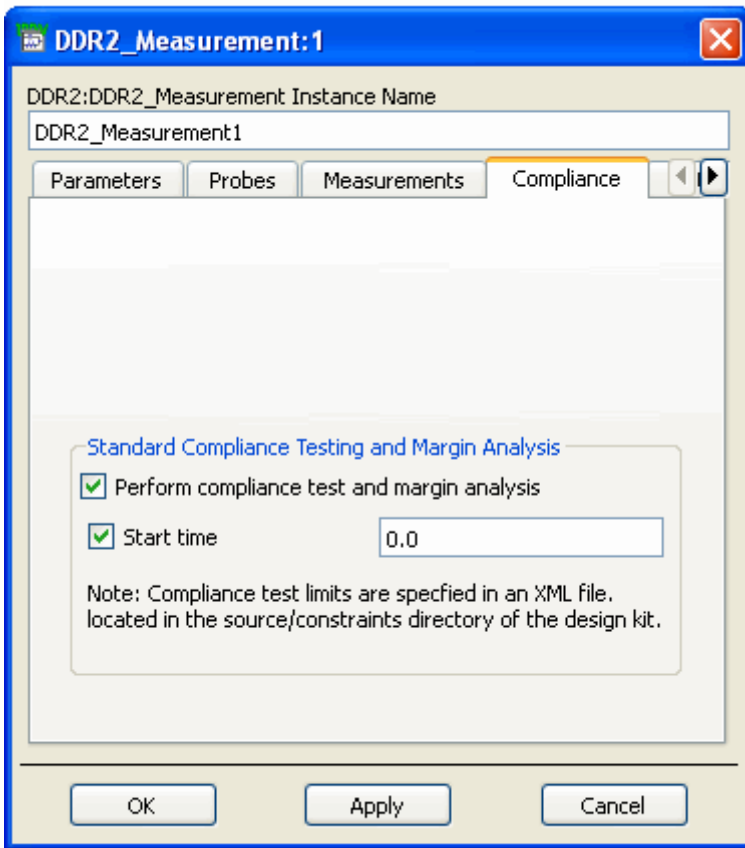 DDR2_Measurement:1
DDR2:DDR2_Measurement Instance Name
DDR2_Measurement1
Parameters Probes Measurements Compliance
Standard Compliance Testing and Margin Analysis
Perform compliance test and margin analysis
Start time 0.0
Note: Compliance test limits are specfied in an XML file.
located in the source/constraints directory of the design kit.
OK Apply Cancel